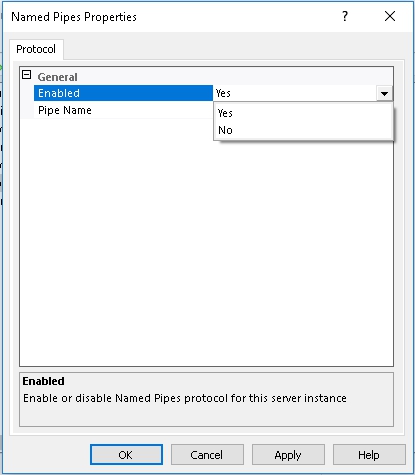 Named Pipes Properties
Protocol
General
Enabled Yes
Pipe Name
Yes
No
Enabled
Enable or disable Named Pipes protocol for this server instance
OK Cancel Apply Help